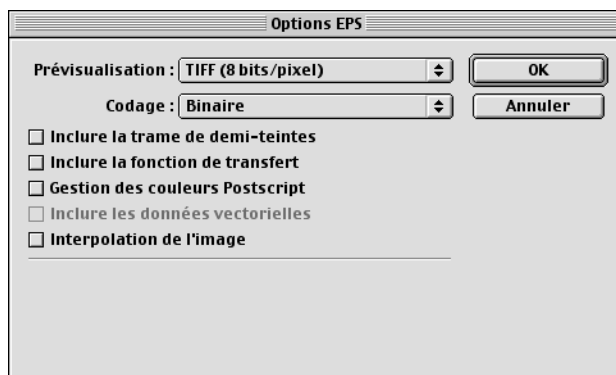 Options EPS
Prévisualisation : TIFF (8 bits/pixel) OK
Codage : Binaire Annuler
Inclure la trame de demi-teintes
Inclure la fonction de transfert
Gestion des couleurs Postscript
Inclure les données vectorielles
Interpolation de l'image